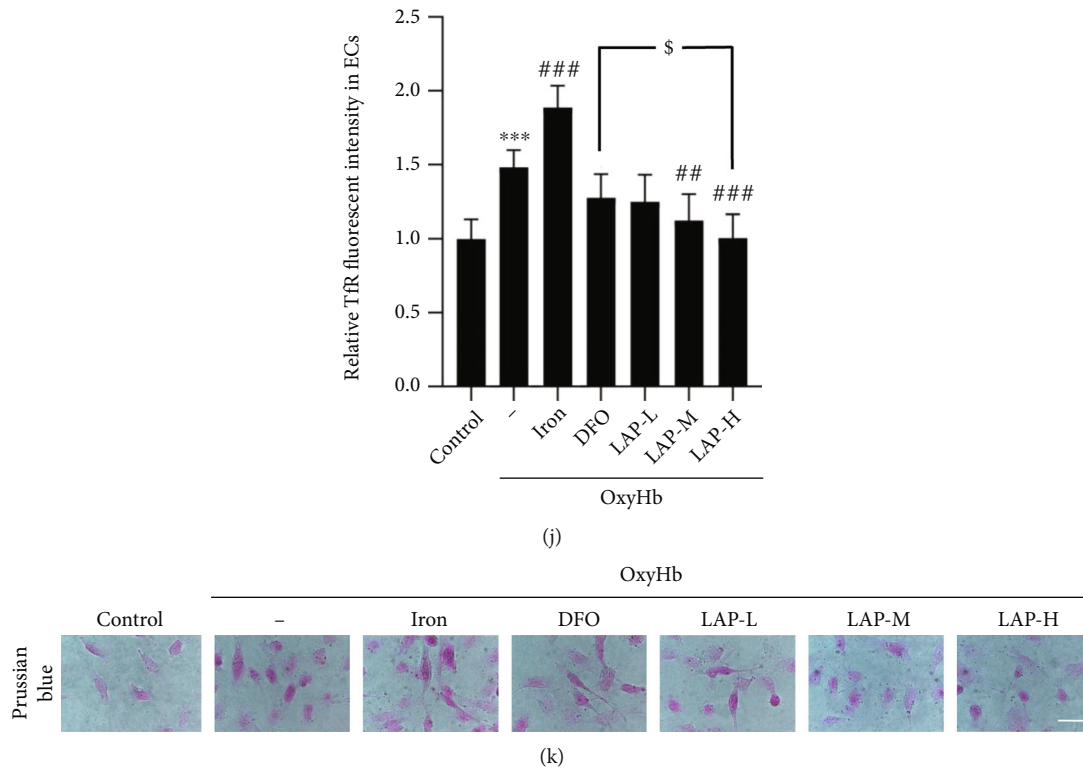 Relative TfR fluorescent intensity in ECs
2.5
2.0
1.5
1.0
0.5
0.0
***
###
$
##
###
Control
–
Iron
DFO
LAP-L
LAP-M
LAP-H
OxyHb
(j)
OxyHb
Control
–
Iron
DFO
LAP-L
LAP-M
LAP-H
Prussian
blue
(k)